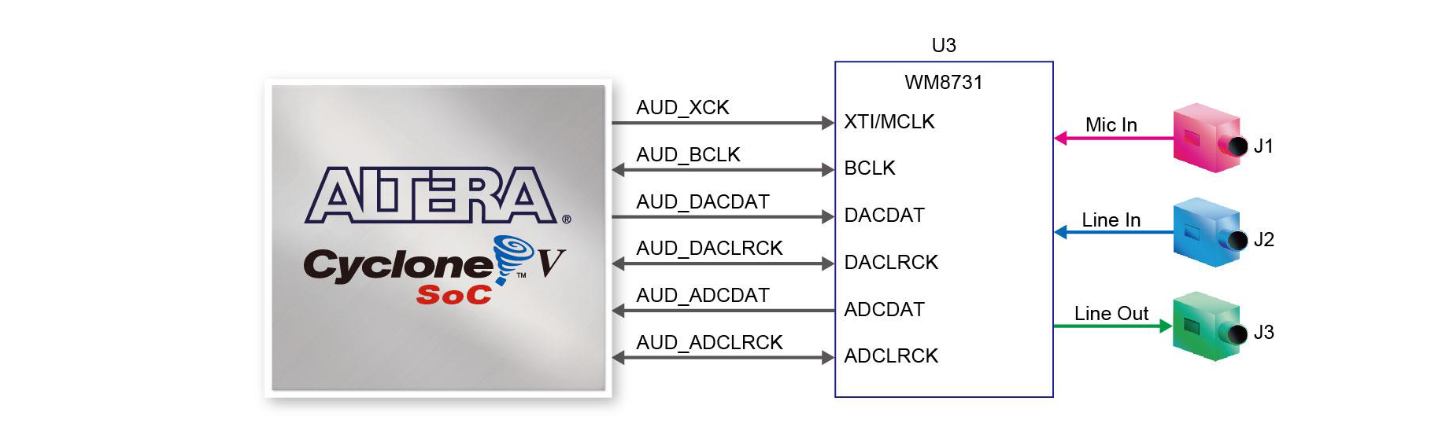 U3
WM8731
AUD_XCK
XTI/MCLK
AUD_BCLK
BCLK
AUD_DACDAT
DACDAT
AUD_DACLRCK
DACLRCK
AUD_ADCDAT
ADCDAT
AUD_ADCLRCK
ADCLRCK
ALTERA®
Cyclone™ V
SoC
Mic In
J1
Line In
J2
Line Out
J3